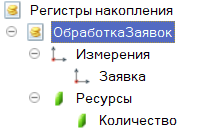 Регистры накопления
ОбработкаЗаявок
Измерения
Заявка
Ресурсы
Количество